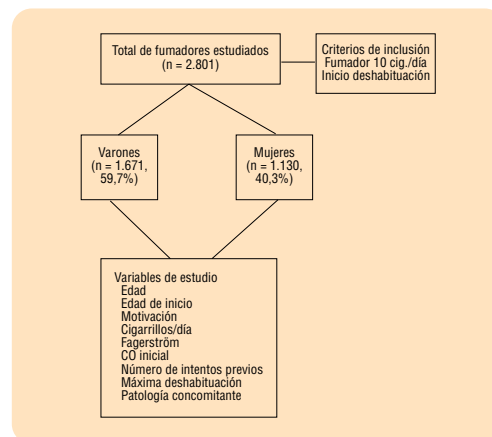 Total de fumadores estudiados
(n = 2.801)
Criterios de inclusión
Fumador 10 cig./día
Inicio deshabituación
Varones
(n = 1.671,
59,7%)
Mujeres
(n = 1.130,
40,3%)
Variables de estudio
Edad
Edad de inicio
Motivación
Cigarrillos/día
Fagerström
CO inicial
Número de intentos previos
Máxima deshabituación
Patología concomitante